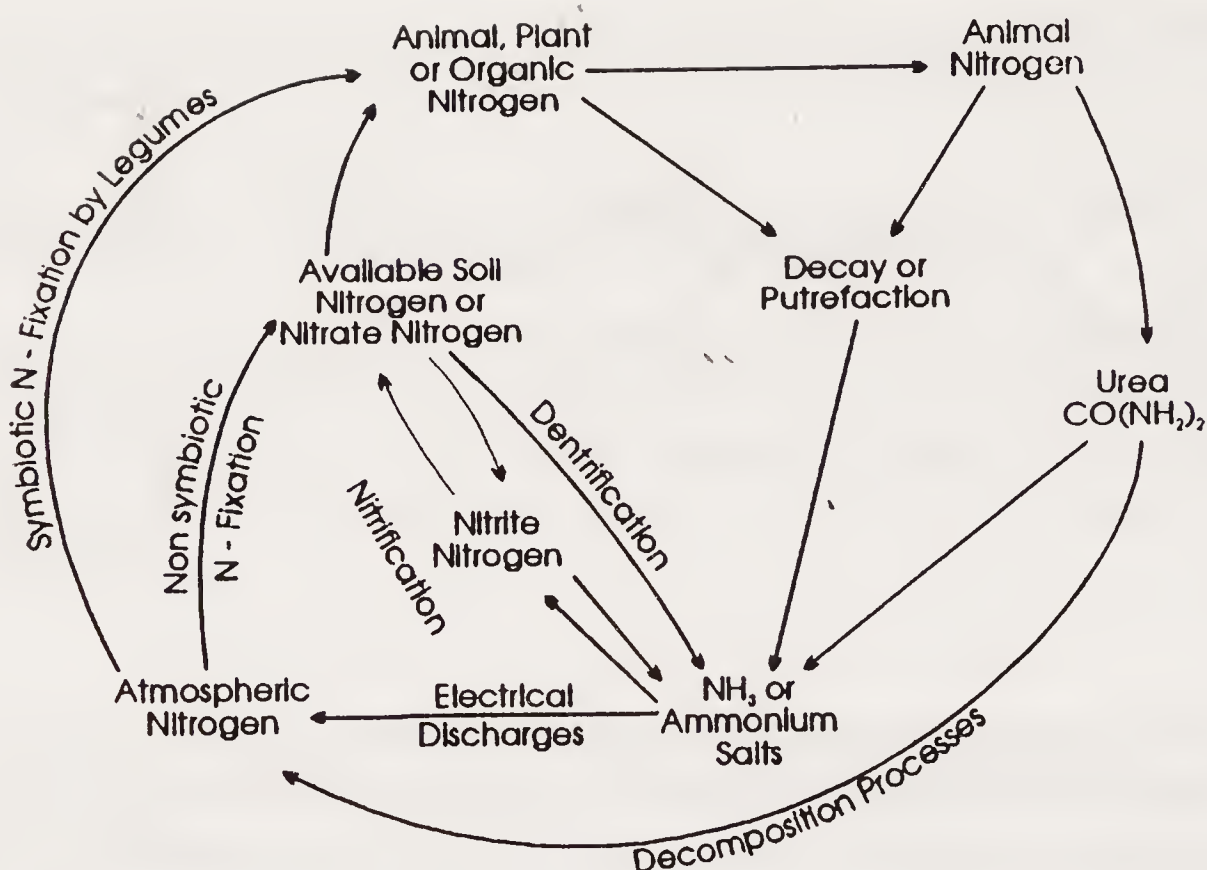 Animal, Plant
or Organic
Nitrogen
Animal
Nitrogen
Symbiotic N - Fixation by Legumes
Available Soil
Nitrogen or
Nitrate Nitrogen
Decay or
Putrefaction
Urea
CO(NH₂)₂
Non symbiotic
N - Fixation
Dentrification
Nitrification
Nitrite
Nitrogen
Atmospheric
Nitrogen
Electrical
Discharges
NH₃ or
Ammonium
Salts
Decomposition Processes